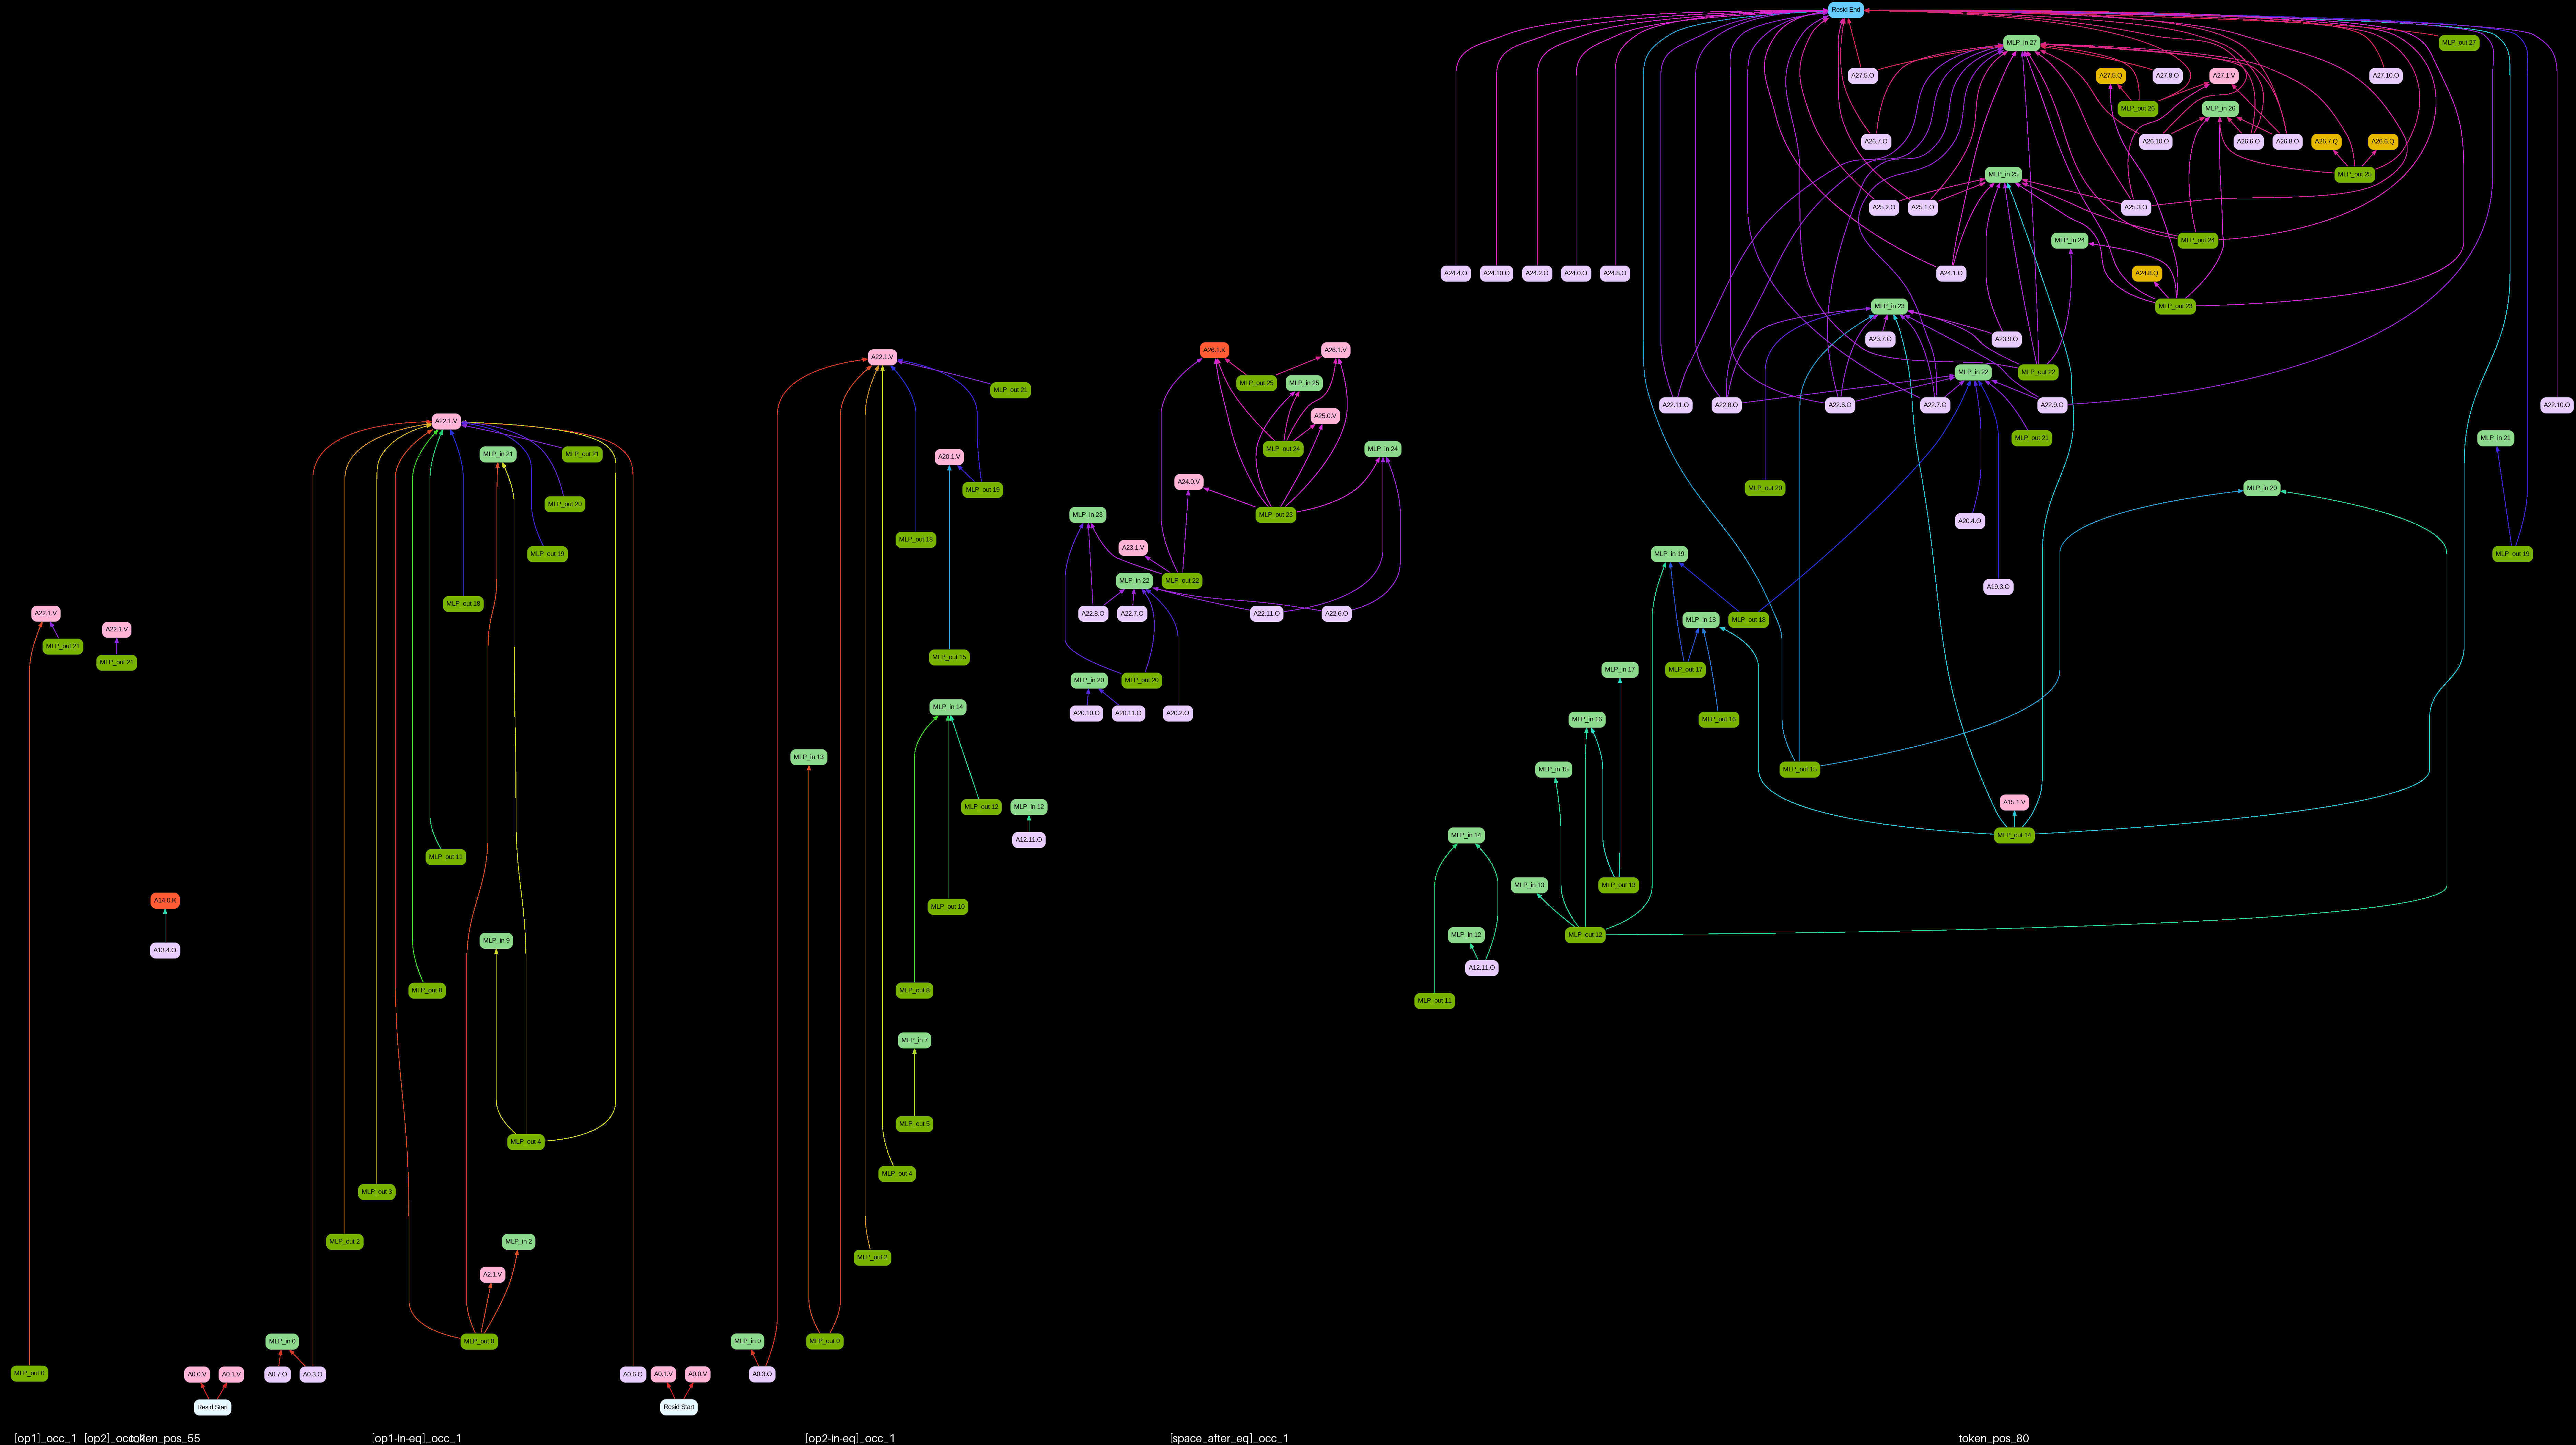 Resid End
MLP_in 27
MLP_out 27
A27.5.O
A27.5.Q
A27.8.O
A27.1.V
A27.10.O
MLP_out 26
MLP_in 26
A26.7.O
A26.10.O
A26.6.O
A26.8.O
A26.7.Q
A26.6.Q
MLP_in 25
MLP_out 25
A25.2.O
A25.1.O
A25.3.O
MLP_in 24
MLP_out 24
A24.4.O
A24.10.O
A24.2.O
A24.0.O
A24.8.O
A24.1.O
A24.8.Q
MLP_in 23
MLP_out 23
A23.7.O
A23.9.O
A26.1.K
A26.1.V
A22.1.V
MLP_in 22
MLP_out 22
MLP_out 25
MLP_in 25
MLP_out 21
A22.11.O
A22.8.O
A22.6.O
A22.7.O
A22.9.O
A22.10.O
A25.0.V
A22.1.V
MLP_out 21
MLP_in 21
MLP_out 24
MLP_in 24
MLP_in 21
A20.1.V
MLP_out 21
A24.0.V
MLP_out 20
MLP_in 20
MLP_out 19
MLP_out 20
MLP_in 23
MLP_out 23
A20.4.O
MLP_out 18
A23.1.V
MLP_out 19
MLP_in 19
MLP_out 19
MLP_in 22
MLP_out 22
A19.3.O
MLP_out 18
A22.1.V
A22.8.O
A22.7.O
A22.11.O
A22.6.O
MLP_in 18
MLP_out 18
A22.1.V
MLP_out 21
MLP_out 21
MLP_out 15
MLP_in 17
MLP_out 17
MLP_in 20
MLP_out 20
MLP_in 14
A20.10.O
A20.11.O
A20.2.O
MLP_in 16
MLP_out 16
MLP_in 13
MLP_in 15
MLP_out 15
MLP_out 12
MLP_in 12
A15.1.V
A12.11.O
MLP_in 14
MLP_out 14
MLP_out 11
MLP_in 13
MLP_out 13
A14.0.K
MLP_out 10
MLP_in 9
MLP_in 12
MLP_out 12
A13.4.O
A12.11.O
MLP_out 8
MLP_out 8
MLP_out 11
MLP_in 7
MLP_out 5
MLP_out 4
MLP_out 4
MLP_out 3
MLP_out 2
MLP_in 2
MLP_out 2
A2.1.V
MLP_in 0
MLP_out 0
MLP_in 0
MLP_out 0
MLP_out 0
A0.0.V
A0.1.V
A0.7.O
A0.3.O
A0.6.O
A0.1.V
A0.0.V
A0.3.O
Resid Start
Resid Start
[op1]_occ_1
token_pos_55
[op1-in-eq]_occ_1
[op2-in-eq]_occ_1
[space_after_eq]_occ_1
token_pos_80